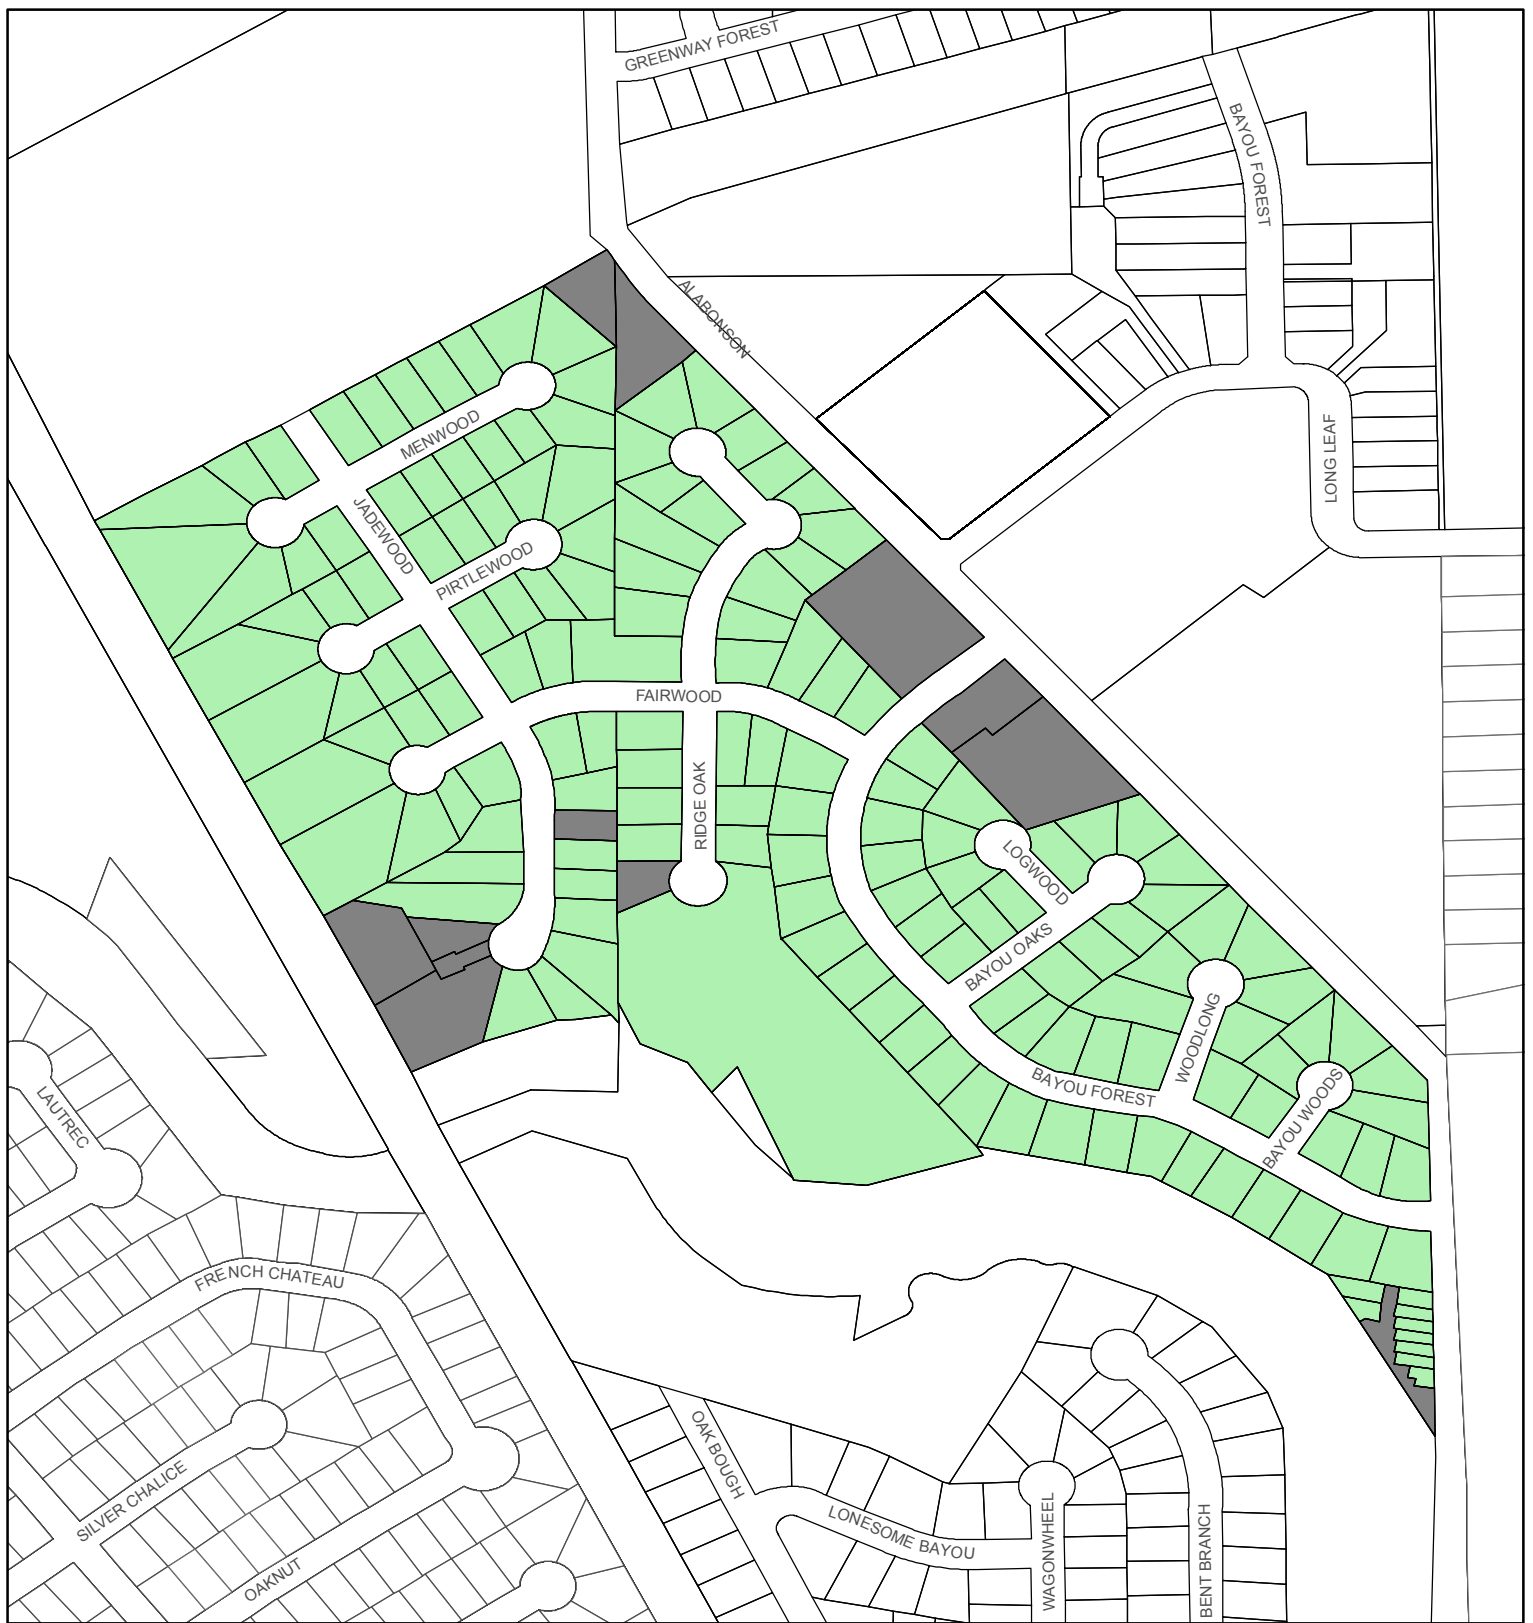 GREENWAY FOREST
BAYOU FOREST
ALABONSON
MENWOOD
LONG LEAF
JADEWOOD
PIRTLEWOOD
FAIRWOOD
RIDGE OAK
LOGWOOD
BAYOU OAKS
WOODLONG
BAYOU FOREST
BAYOU WOODS
LAUTREC
FRENCH CHATEAU
OAK BOUGH
SILVER CHALICE
LONESOME BAYOU
WAGONWHEEL
BENT BRANCH
OAKNUT